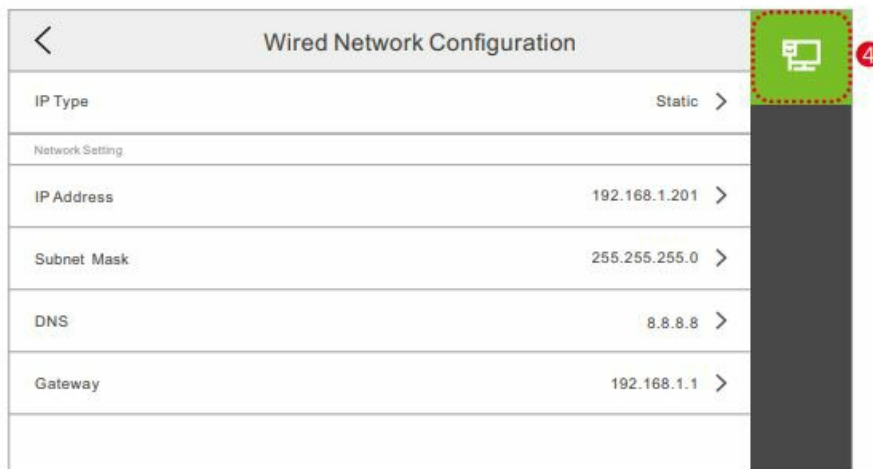 Wired Network Configuration
4
IP Type Static
Network Setting
IP Address 192.168.1.201
Subnet Mask 255.255.255.0
DNS 8.8.8.8
Gateway 192.168.1.1